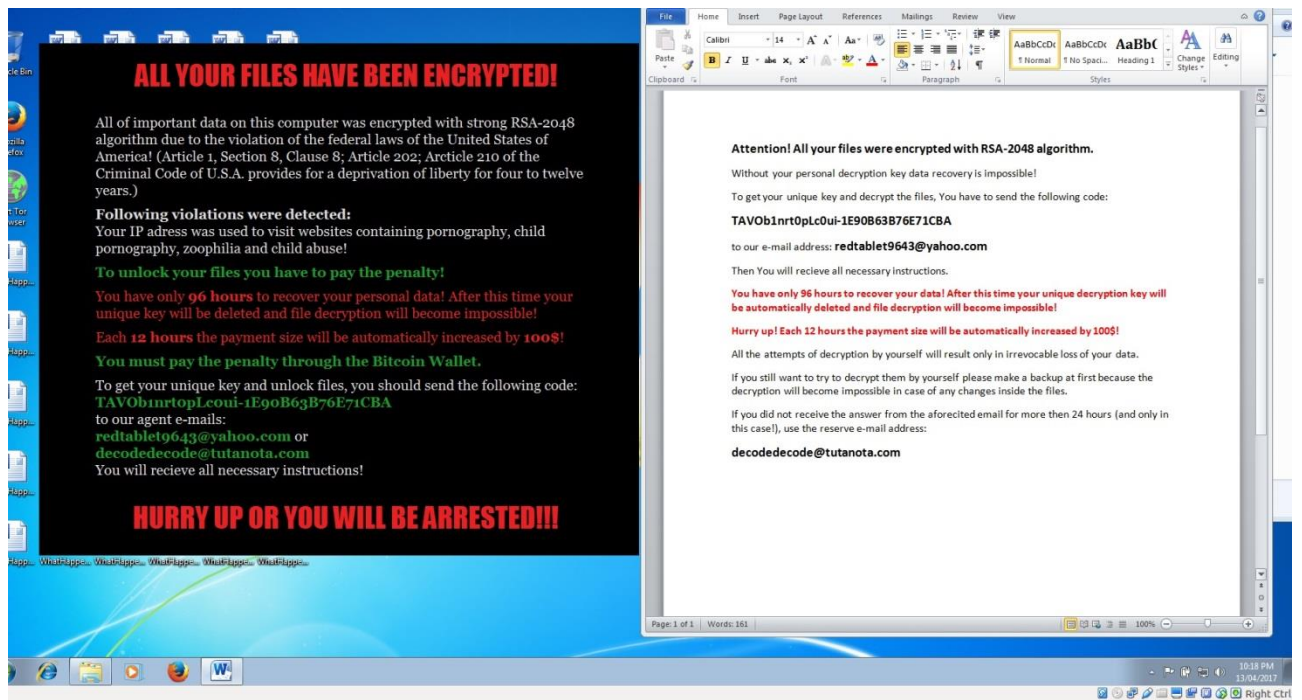 ALL YOUR FILES HAVE BEEN ENCRYPTED!
All of important data on this computer was encrypted with strong RSA-2048
algorithm due to the violation of the federal laws of the United States of
America! (Article 1, Section 8, Clause 8; Article 202; Arcticle 210 of the
Criminal Code of U.S.A. provides for a deprivation of liberty for four to twelve
years.)
Following violations were detected:
Your IP adress was used to visit websites containing pornography, child
pornography, zoophilia and child abuse!
To unlock your files you have to pay the penalty!
You have only 96 hours to recover your personal data! After this time your
unique key will be deleted and file decryption will become impossible!
Each 12 hours the payment size will be automatically increased by 100$!
You must pay the penalty through the Bitcoin Wallet.
To get your unique key and unlock files, you should send the following code:
TAVOb1nrt0pLc0ui-1E90B63B76E71CBA
to our agent e-mails:
redtablet9643@yahoo.com or
decodedecode@tutanota.com
You will recieve all necessary instructions!
HURRY UP OR YOU WILL BE ARRESTED!!!
cle Bin
ozilla
efox
t Tor
wser
Happ...
Happ...
Happ...
Happ...
Happ...
Happ... WhatHappe... WhatHappe... WhatHappe... WhatHappe... WhatHappe...
File Home Insert Page Layout References Mailings Review View
Calibri 14
Paste
AaBbCcDc AaBbCcDc AaBb(
¶ Normal ¶ No Spaci... Heading 1
Change
Styles
Editing
Clipboard Font Paragraph Styles
Attention! All your files were encrypted with RSA-2048 algorithm.
Without your personal decryption key data recovery is impossible!
To get your unique key and decrypt the files, You have to send the following code:
TAVOb1nrt0pLc0ui-1E90B63B76E71CBA
to our e-mail address: redtablet9643@yahoo.com
Then You will recieve all necessary instructions.
You have only 96 hours to recover your data! After this time your unique decryption key will
be automatically deleted and file decryption will become impossible!
Hurry up! Each 12 hours the payment size will be automatically increased by 100$!
All the attempts of decryption by yourself will result only in irrevocable loss of your data.
If you still want to try to decrypt them by yourself please make a backup at first because the
decryption will become impossible in case of any changes inside the files.
If you did not receive the answer from the aforecited email for more then 24 hours (and only in
this case!), use the reserve e-mail address:
decodedecode@tutanota.com
Page: 1 of 1 Words: 161 100%
10:18 PM
13/04/2017
Right Ctrl